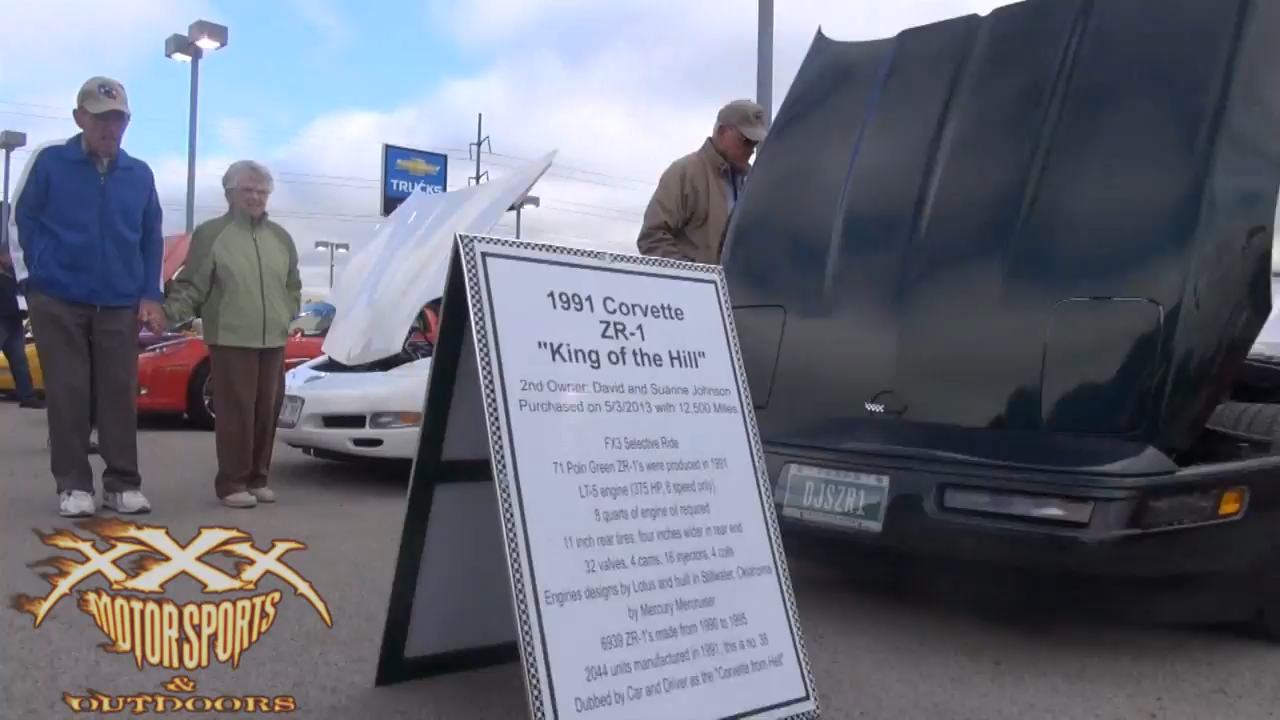 TRUCKS
1991 Corvette
ZR-1
"King of the Hill"
2nd Owner: David and Suanne Johnson
Purchased on 5/3/2013 with 12,500 Miles
FX3 Selective Ride
71 Polo Green ZR-1's were produced in 1991
LT-5 engine (375 HP, 6 speed only)
8 quarts of engine oil required
11 inch rear tires, four inches wider in rear end
32 valves, 4 cams, 16 injectors, 4 coils
Engines designs by Lotus and built in Stillwater, Oklahoma
by Mercury Mercruiser
6939 ZR-1's made from 1990 to 1995
2044 units manufactured in 1991, this is no. 38
Dubbed by Car and Driver as the "Corvette from Hell"
DJSZR1
XXX
MOTORSPORTS
&
OUTDOORS